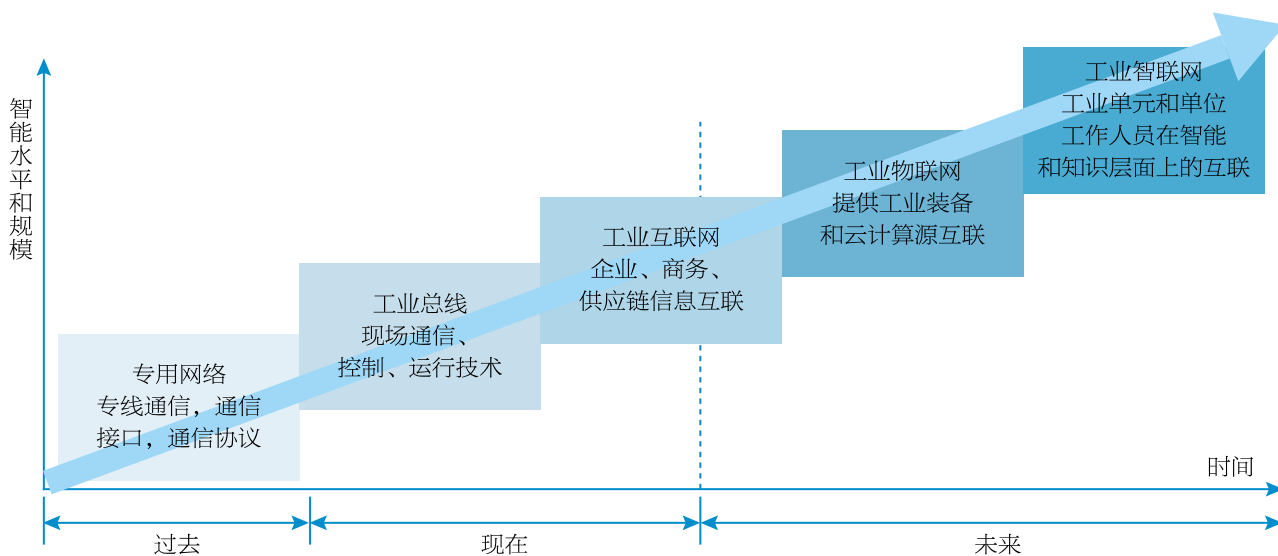 智能水平和规模
专用网络
专线通信，通信
接口，通信协议
工业总线
现场通信、
控制、运行技术
工业互联网
企业、商务、
供应链信息互联
工业物联网
提供工业装备
和云计算源互联
工业智联网
工业单元和单位
工作人员在智能
和知识层面上的互联
时间
过去
现在
未来